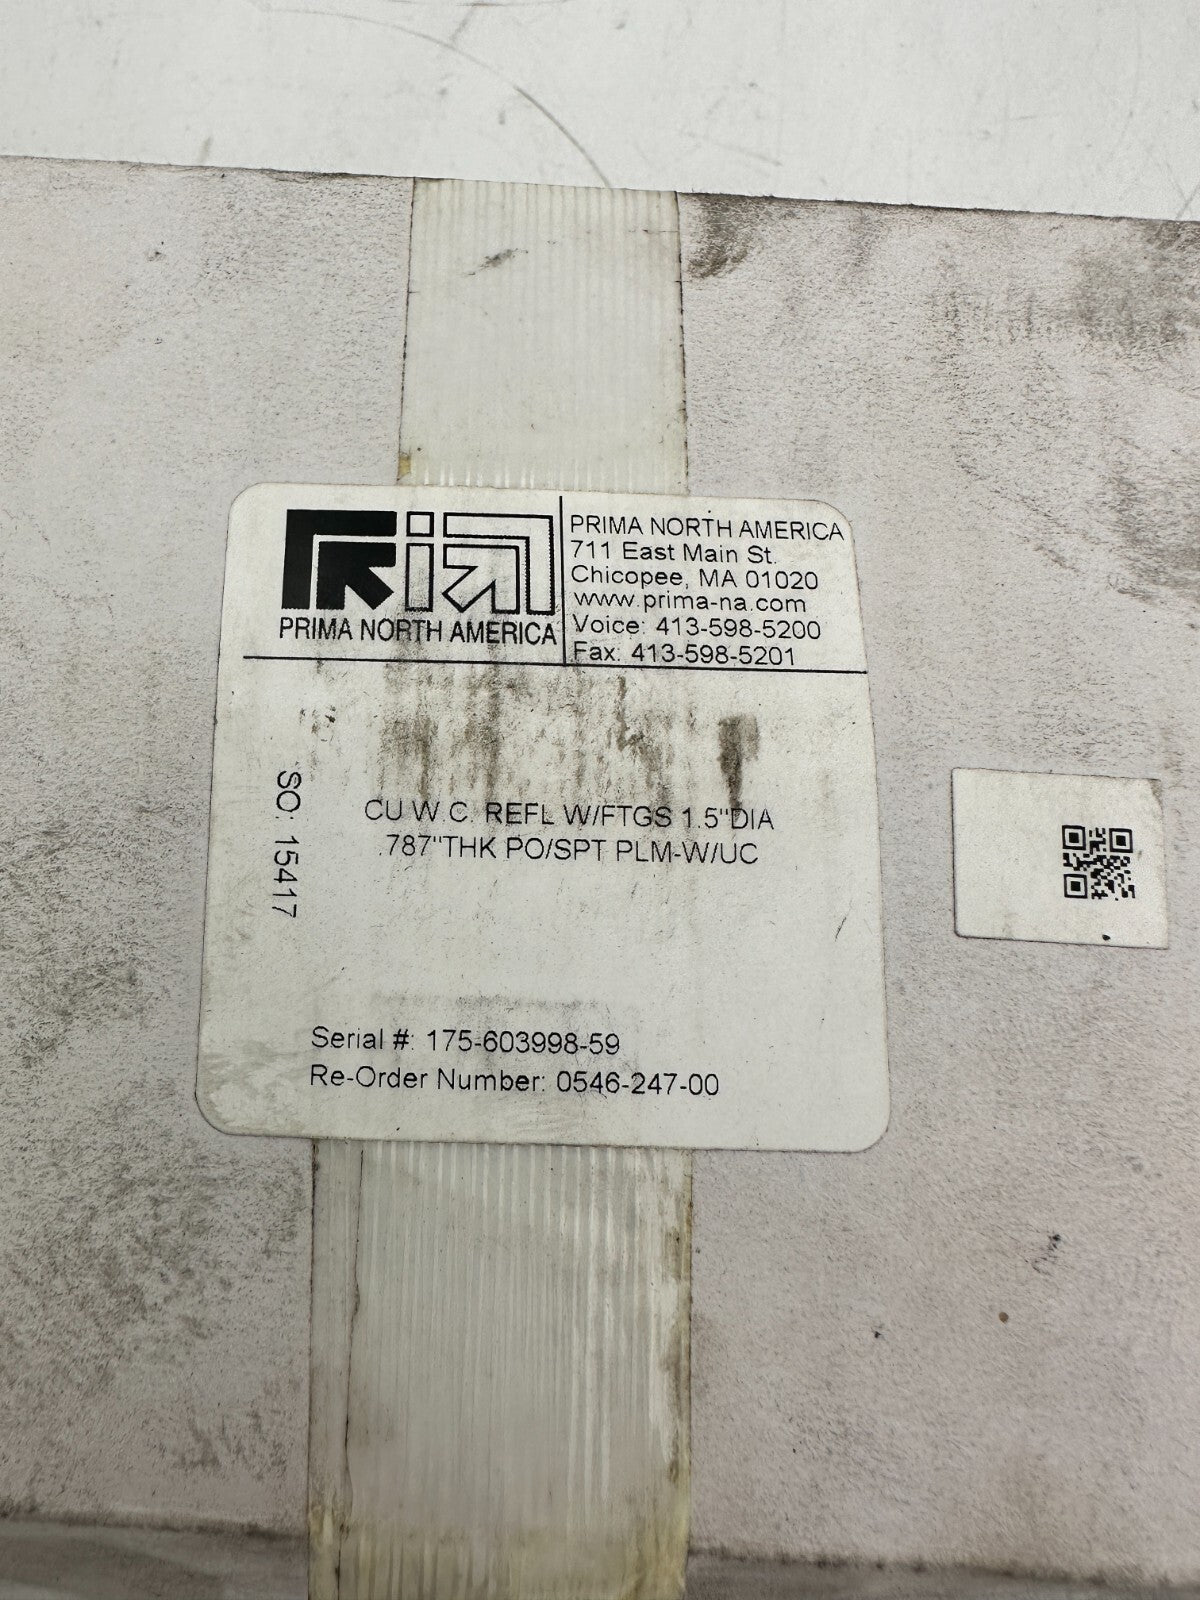 PRIMA NORTH AMERICA
PRIMA NORTH AMERICA
711 East Main St.
Chicopee, MA 01020
www.prima-na.com
Voice: 413-598-5200
Fax: 413-598-5201
SO: 15417
CU W.C. REFL W/FTGS 1.5"DIA
.787"THK PO/SPT PLM-W/UC
Serial #: 175-603998-59
Re-Order Number: 0546-247-00